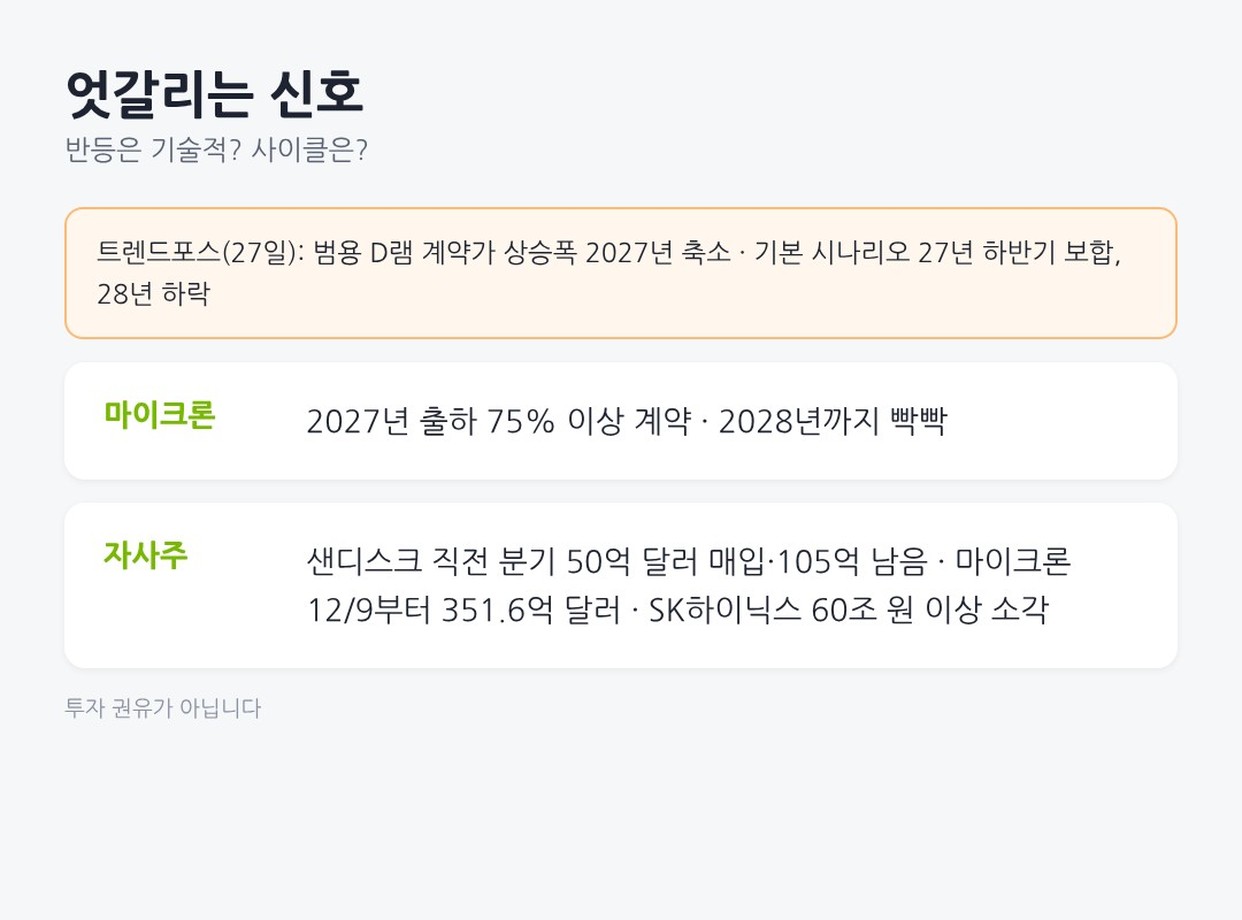 엇갈리는 신호
반등은 기술적? 사이클은?
트렌드포스(27일): 범용 D램 계약가 상승폭 2027년 축소 · 기본 시나리오 27년 하반기 보합,
28년 하락
마이크론
2027년 출하 75% 이상 계약 · 2028년까지 빡빡
자사주
샌디스크 직전 분기 50억 달러 매입·105억 남음 · 마이크론
12/9부터 351.6억 달러 · SK하이닉스 60조 원 이상 소각
투자 권유가 아닙니다